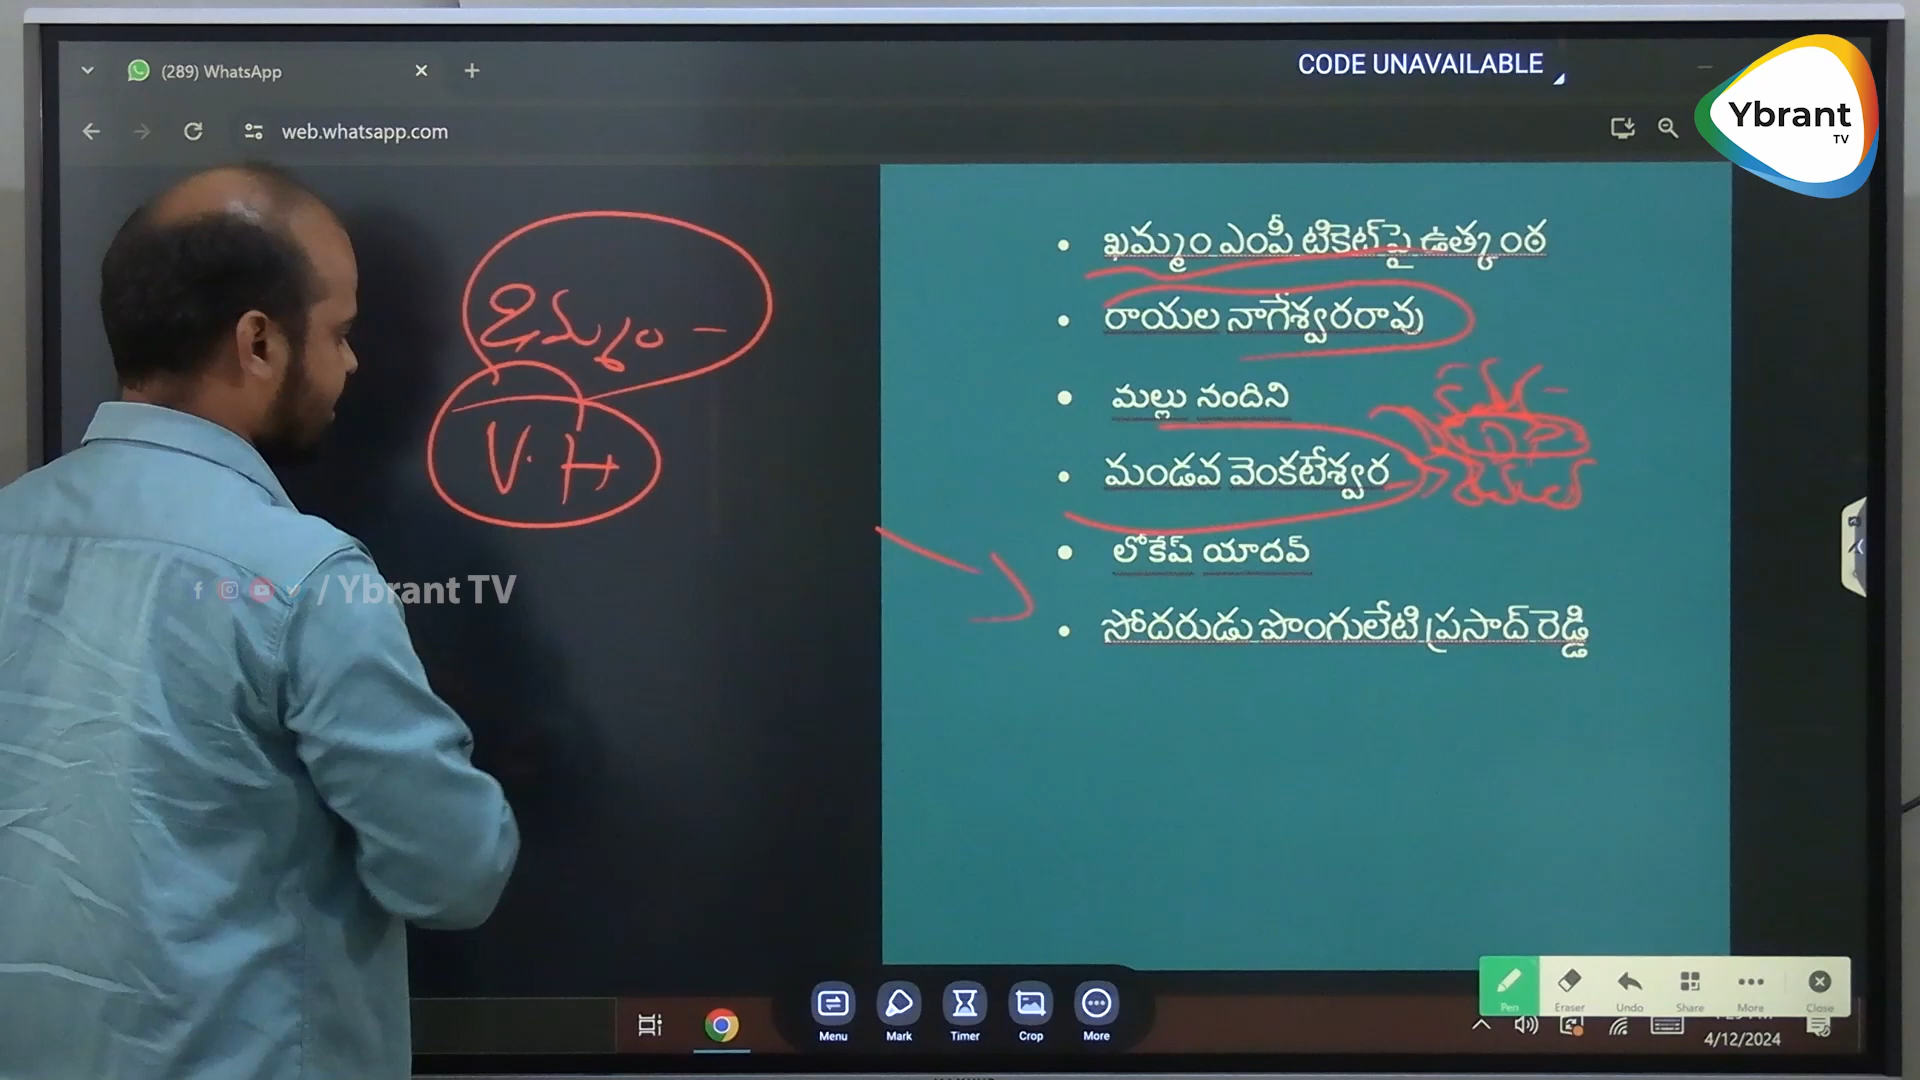 (289) WhatsApp
CODE UNAVAILABLE
web.whatsapp.com
Ybrant
TV
ఖమ్మం ఎంపీ టికెట్‌పై ఉత్కంఠ
రాయల నాగేశ్వరరావు
మల్లు నందిని
మండవ వెంకటేశ్వర
లోకేష్ యాదవ్
సోదరుడు పొంగులేటి ప్రసాద్ రెడ్డి
ఖమ్మం -
V. H
/ Ybrant TV
Menu
Mark
Timer
Crop
More
Pen
Eraser
Undo
Share
More
Close
4/12/2024